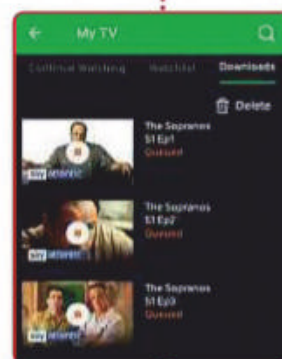 My TV
Continue Watching
Watchlist
Downloads
Delete
The Sopranos
S1 Ep1
Queued
sky atlantic
The Sopranos
S1 Ep2
Queued
sky atlantic
The Sopranos
S1 Ep3
Queued
sky atlantic